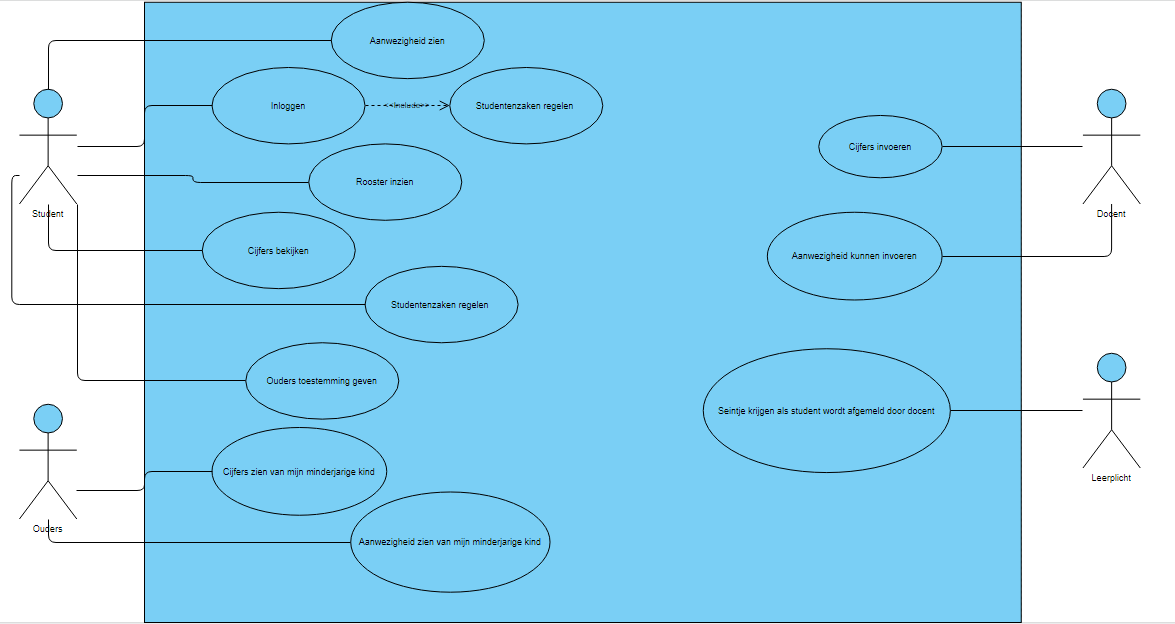 Aanwezigheid zien
Inloggen
<<Include>>
Studentenzaken regelen
Cijfers invoeren
Rooster inzien
Student
Docent
Cijfers bekijken
Aanwezigheid kunnen invoeren
Studentenzaken regelen
Ouders toestemming geven
Seintje krijgen als student wordt afgemeld door docent
Cijfers zien van mijn minderjarige kind
Leerplicht
Ouders
Aanwezigheid zien van mijn minderjarige kind